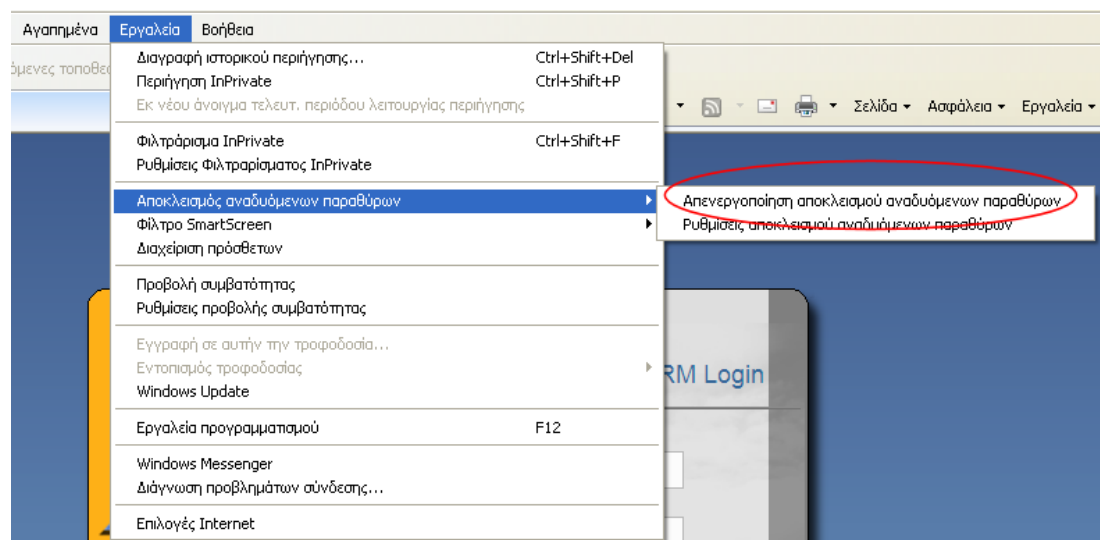 Αγαπημένα Εργαλεία Βοήθεια
Διαγραφή ιστορικού περιήγησης... Ctrl+Shift+Del
Περιήγηση InPrivate Ctrl+Shift+P
Εκ νέου άνοιγμα τελευτ. περιόδου λειτουργίας περιήγησης
Σελίδα Ασφάλεια Εργαλεία
Φιλτράρισμα InPrivate Ctrl+Shift+F
Ρυθμίσεις Φιλτραρίσματος InPrivate
Αποκλεισμός αναδυόμενων παραθύρων
Απενεργοποίηση αποκλεισμού αναδυόμενων παραθύρων
Φίλτρο SmartScreen
Ρυθμίσεις αποκλεισμού αναδυόμενων παραθύρων
Διαχείριση πρόσθετων
Προβολή συμβατότητας
Ρυθμίσεις προβολής συμβατότητας
Εγγραφή σε αυτήν την τροφοδοσία...
Εντοπισμός τροφοδοσίας
RM Login
Windows Update
Εργαλεία προγραμματισμού F12
Windows Messenger
Διάγνωση προβλημάτων σύνδεσης...
Επιλογές Internet